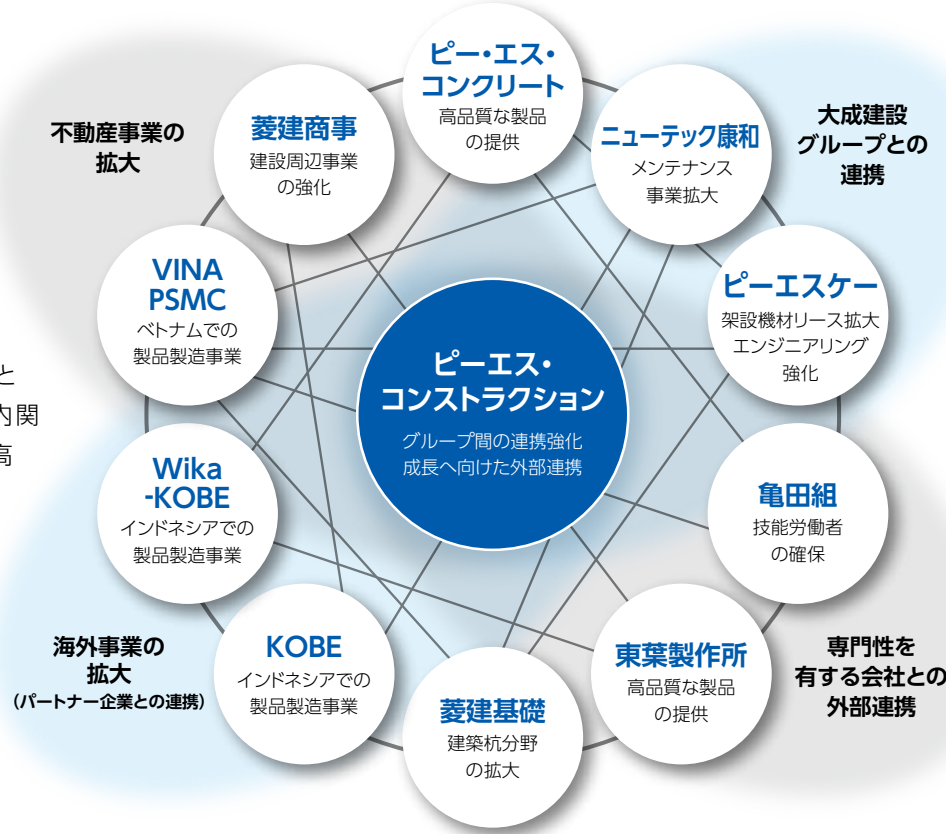 ピー・エス・
コンクリート
高品質な製品
の提供
ニューテック康和
メンテナンス
事業拡大
大成建設
グループとの
連携
ピーエスケー
架設機材リース拡大
エンジニアリング
強化
亀田組
技能労働者
の確保
専門性を
有する会社との
外部連携
東葉製作所
高品質な製品
の提供
菱建基礎
建築杭分野
の拡大
KOBE
インドネシアでの
製品製造事業
海外事業の
拡大
(パートナー企業との連携)
Wika
-KOBE
インドネシアでの
製品製造事業
VINA
PSMC
ベトナムでの
製品製造事業
菱建商事
建設周辺事業
の強化
不動産事業の
拡大
ピーエス・
コンストラクション
グループ間の連携強化
成長へ向けた外部連携
と
内関
高